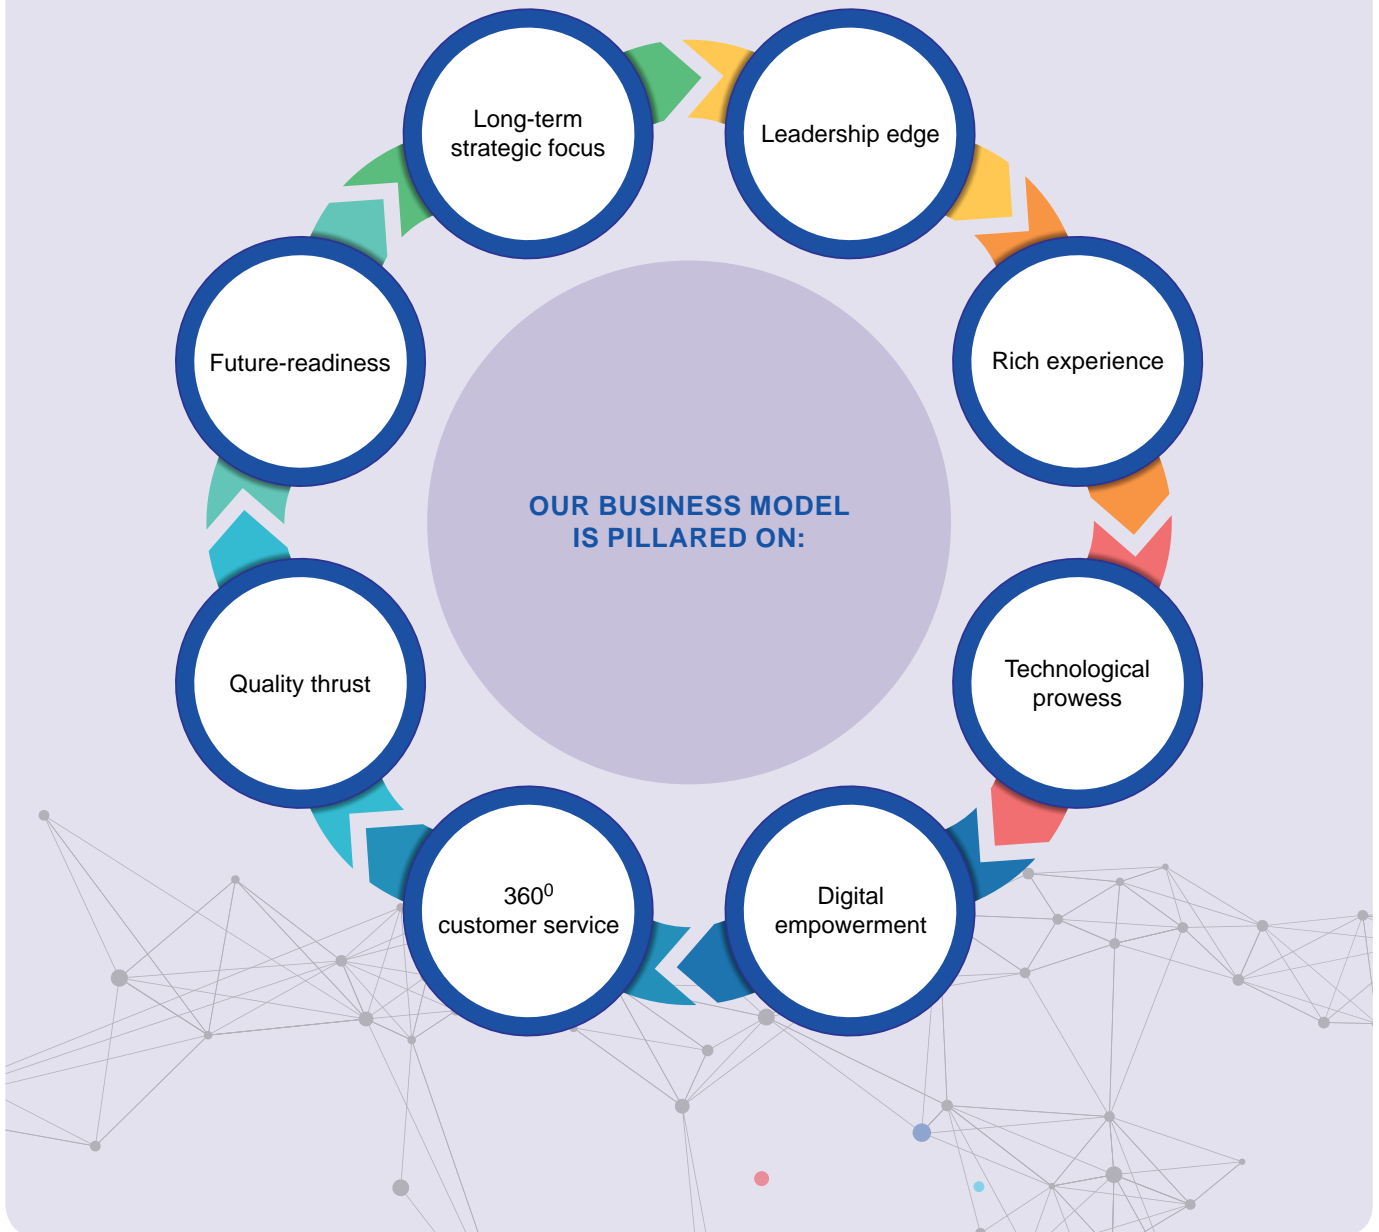 Long-term
strategic focus
Leadership edge
Rich experience
Technological
prowess
Digital
empowerment
360⁰
customer service
Quality thrust
Future-readiness
OUR BUSINESS MODEL
IS PILLARED ON: